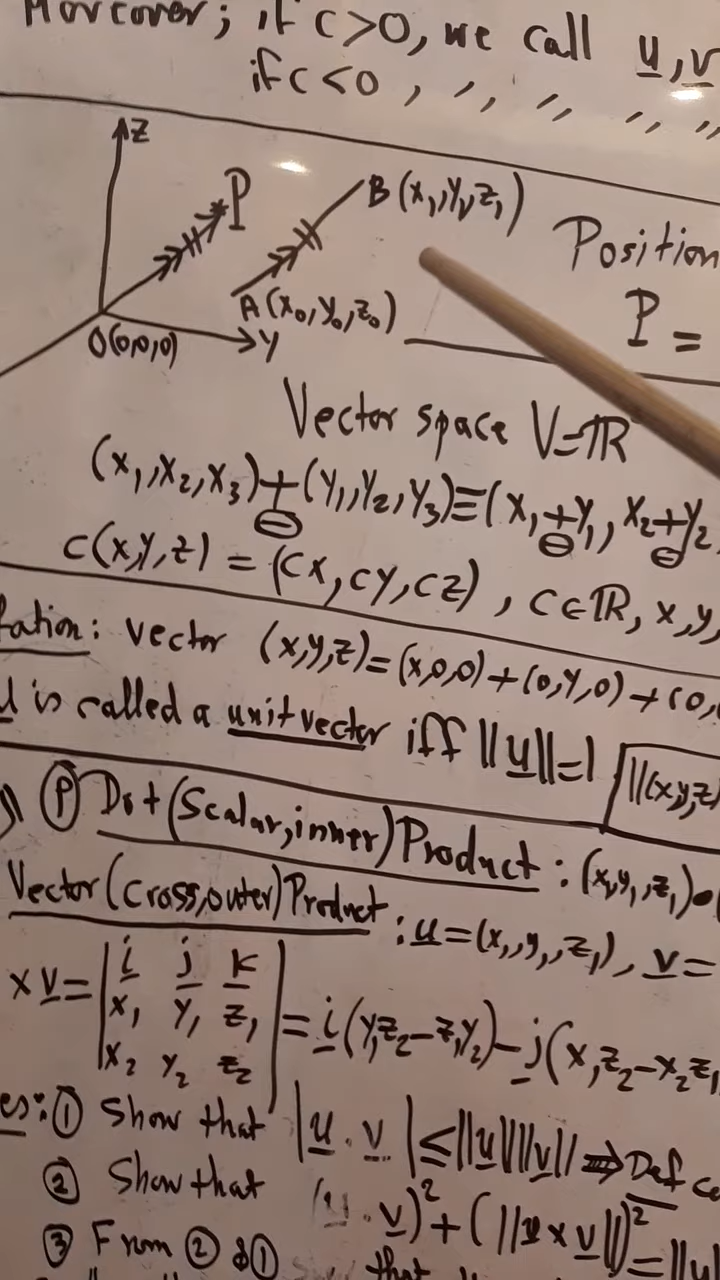 Moreover; if C>0, we call u,v
if C<0, ,, ,, ,, ,,
Z
P
B(x₁,y₁,z₁)
Position
A(x₀,y₀,z₀)
P =
O(0,0,0)
Y
Vector space V=ℝ
(x₁,x₂,x₃)±(y₁,y₂,y₃)≡(x₁±y₁, x₂±y₂,
C(x,y,z) = (Cx,Cy,Cz), C∈ℝ, x,y,
tation: vector (x,y,z)=(x,0,0)+(0,y,0)+(0,
u is called a unit vector iff ||u||=1 ||(x,y,z)
① Dot (Scalar,inner) Product: (x₁,y₁,z₁)•
Vector (cross,outer) Product: u=(x₁,y₁,z₁), v=
x v = | i j k |
| x₁ y₁ z₁ | = i(y₁z₂-z₁y₂)-j(x₁z₂-x₂z₁
| x₂ y₂ z₂ |
es: ① Show that |u.v| ≤ ||u|| ||v|| ⟹ Def c
② Show that (u.v)²+(||u x v||)² = ||u
③ From ② & ① that